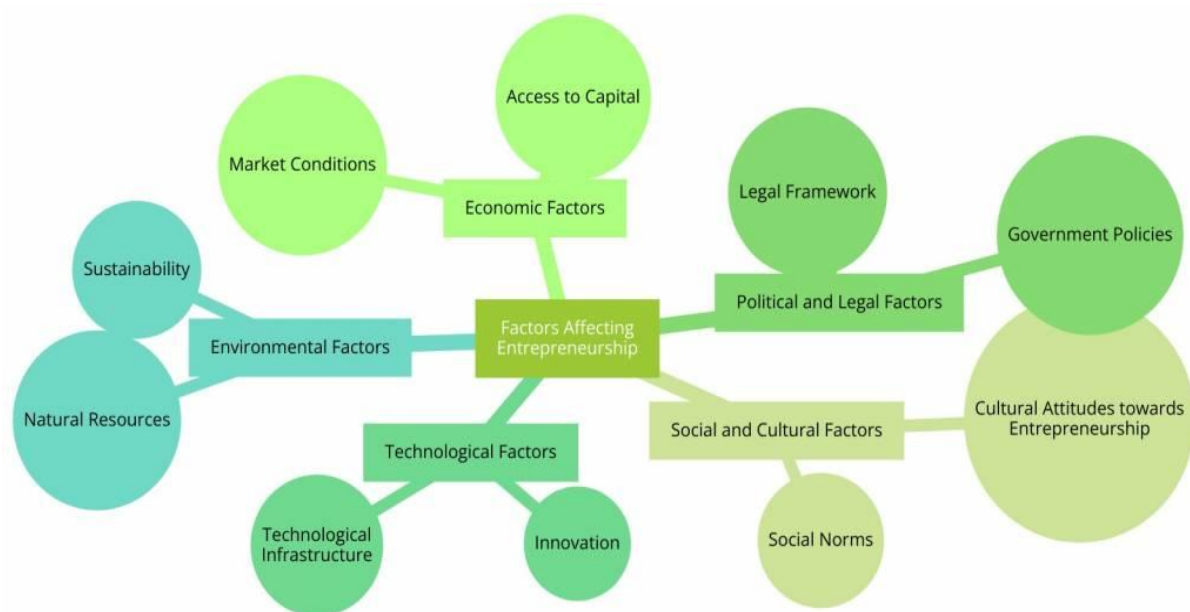 Access to Capital
Market Conditions
Economic Factors
Legal Framework
Government Policies
Political and Legal Factors
Sustainability
Environmental Factors
Natural Resources
Factors Affecting
Entrepreneurship
Cultural Attitudes towards
Entrepreneurship
Social and Cultural Factors
Social Norms
Technological Factors
Technological
Infrastructure
Innovation